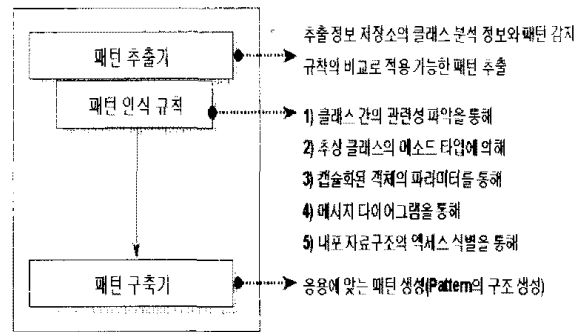 패턴 추출기
추출 정보 저장소의 클래스 분석 정보와 패턴 감지
규칙의 비교로 적용 가능한 패턴 추출
패턴 인식 규칙
1) 클래스 간의 관련성 파악을 통해
2) 추상 클래스의 메소드 타입에 의해
3) 캡슐화된 객체의 파라미터를 통해
4) 메시지 다이어그램을 통해
5) 내포 자료구조의 엑세스 식별을 통해
패턴 구축기
응용에 맞는 패턴 생성(Pattern의 구조 생성)